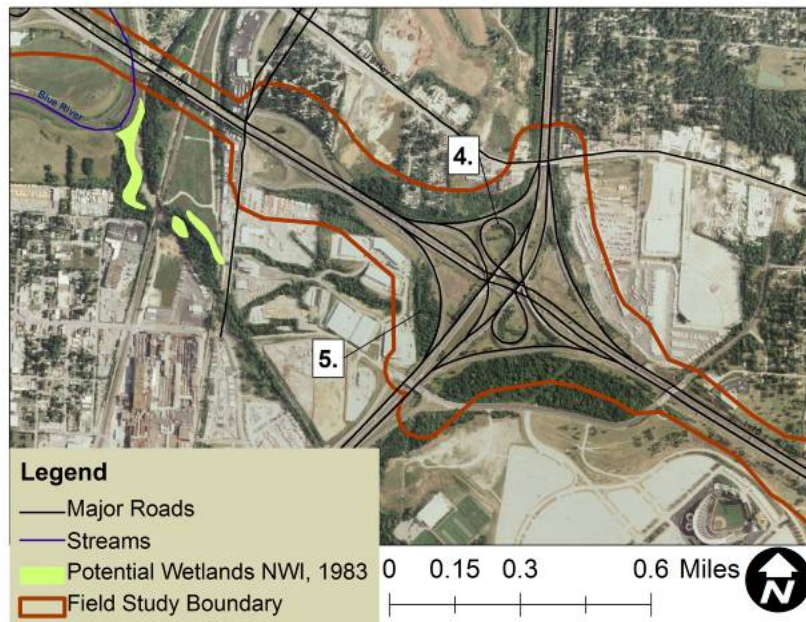 Blue River
4.
5.
Legend
Major Roads
Streams
Potential Wetlands NWI, 1983
Field Study Boundary
0 0.15 0.3 0.6 Miles
N